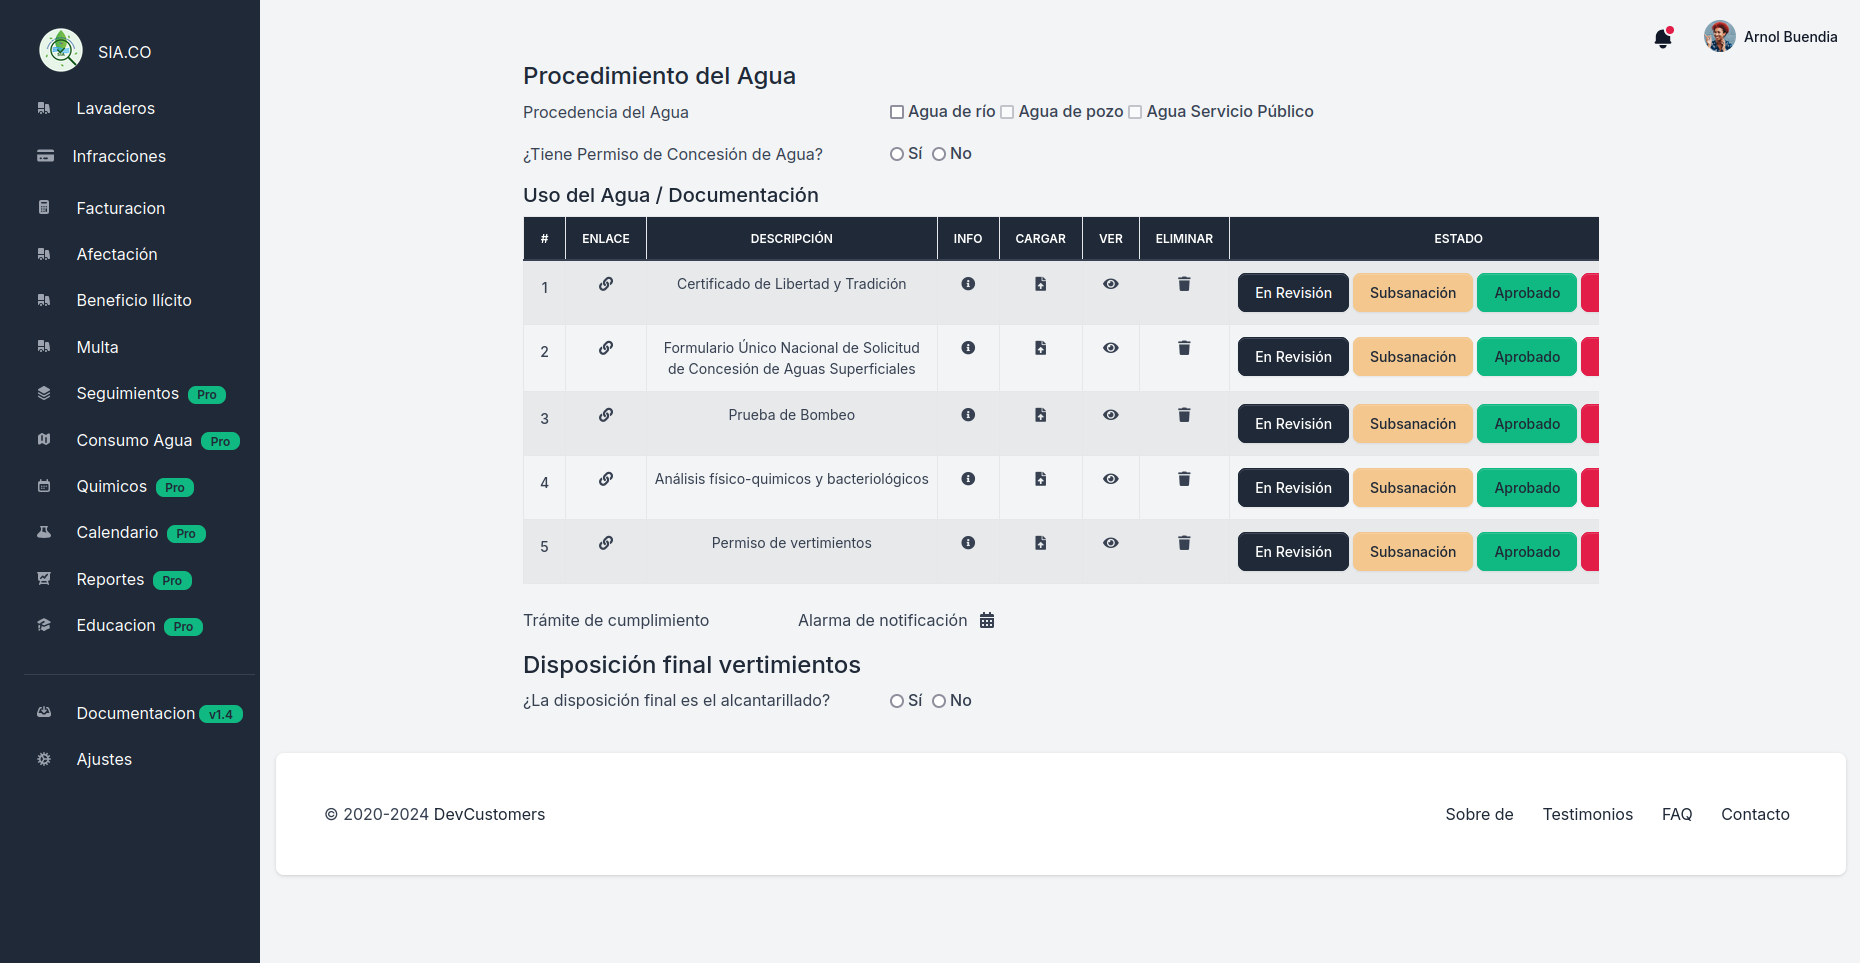 SIA.CO
Lavaderos
Infracciones
Facturacion
Afectación
Beneficio Ilícito
Multa
Seguimientos Pro
Consumo Agua Pro
Quimicos Pro
Calendario Pro
Reportes Pro
Educacion Pro
Documentacion v1.4
Ajustes
Arnol Buendia
Procedimiento del Agua
Procedencia del Agua Agua de río Agua de pozo Agua Servicio Público
¿Tiene Permiso de Concesión de Agua? Sí No
Uso del Agua / Documentación
# ENLACE DESCRIPCIÓN INFO CARGAR VER ELIMINAR ESTADO
1 Certificado de Libertad y Tradición En Revisión Subsanación Aprobado
2 Formulario Único Nacional de Solicitud
de Concesión de Aguas Superficiales En Revisión Subsanación Aprobado
3 Prueba de Bombeo En Revisión Subsanación Aprobado
4 Análisis físico-quimicos y bacteriológicos En Revisión Subsanación Aprobado
5 Permiso de vertimientos En Revisión Subsanación Aprobado
Trámite de cumplimiento Alarma de notificación
Disposición final vertimientos
¿La disposición final es el alcantarillado? Sí No
© 2020-2024 DevCustomers Sobre de Testimonios FAQ Contacto